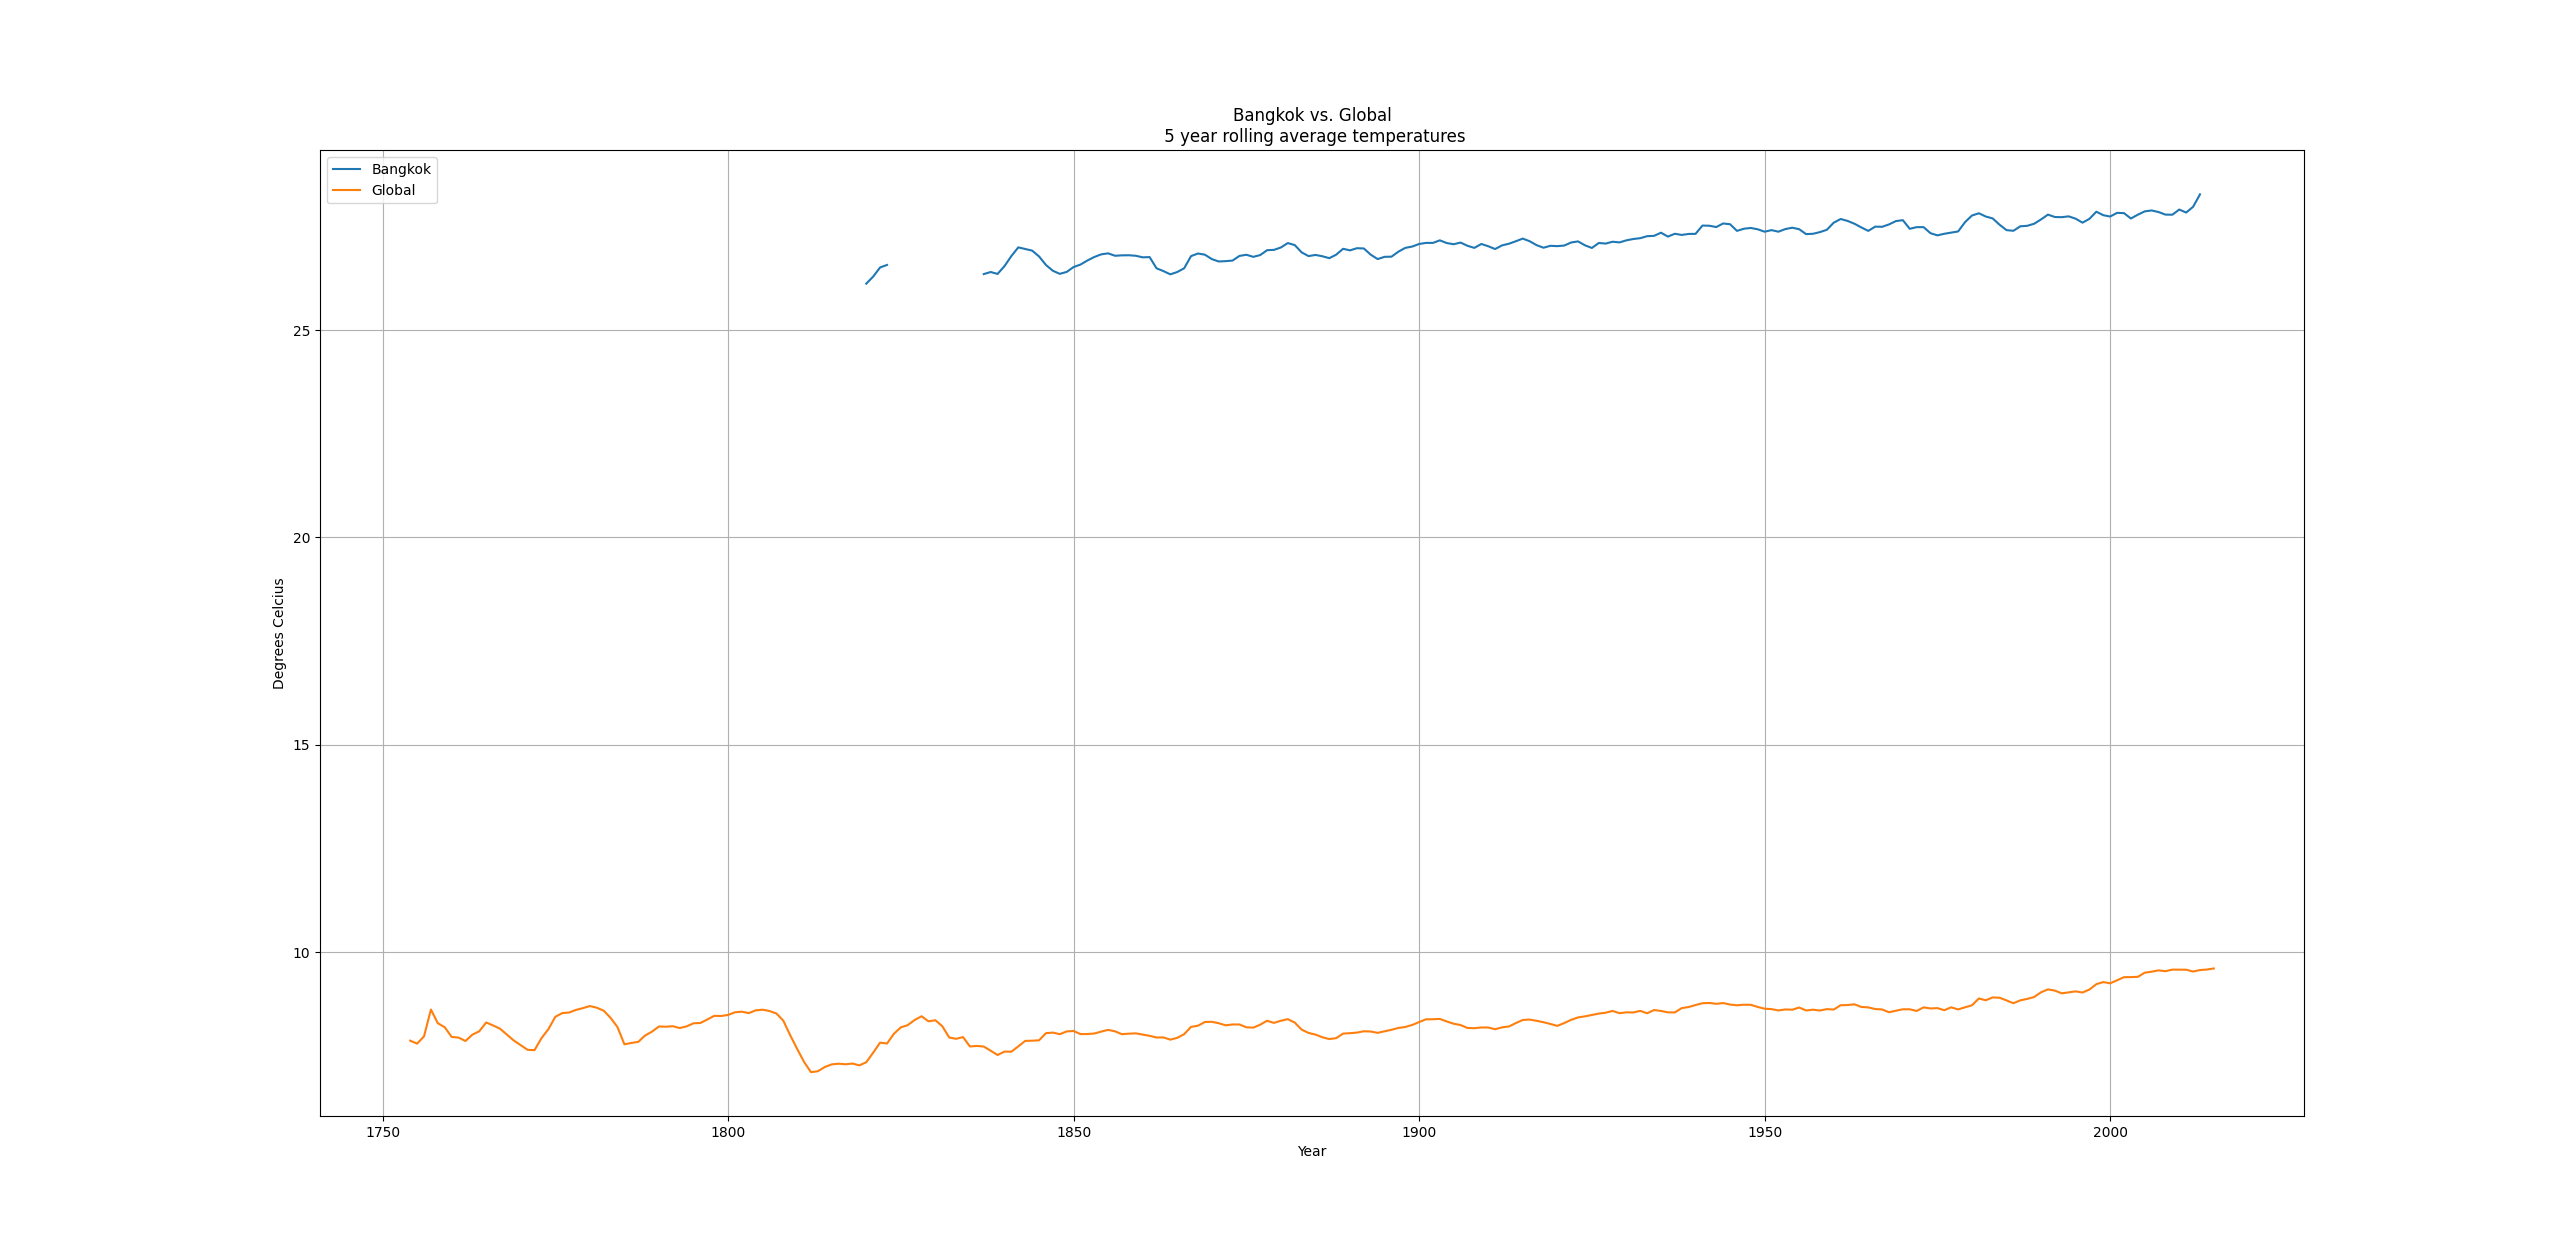 Bangkok vs. Global
5 year rolling average temperatures
Bangkok
Global
25
20
15
10
Degrees Celcius
1750 1800 1850 1900 1950 2000
Year